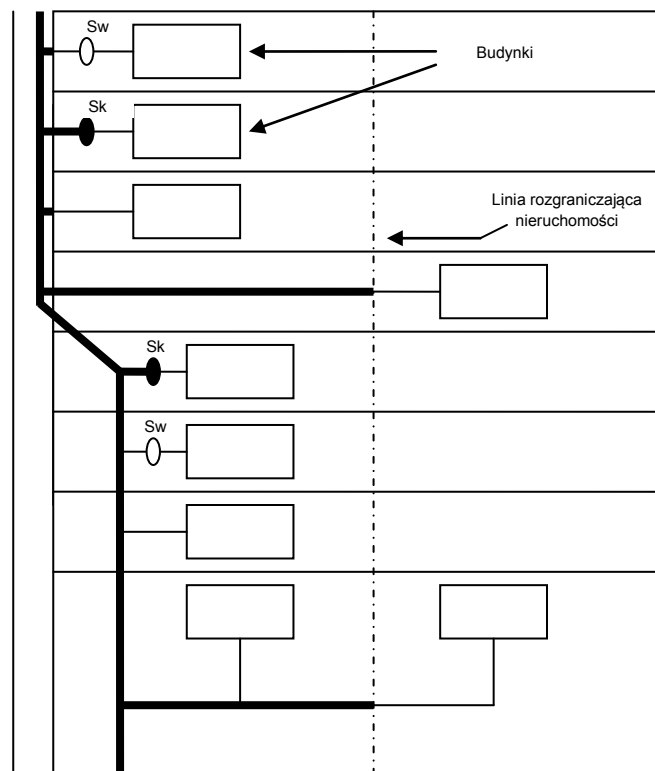 Sw
Budynki
Sk
Linia rozgraniczająca
nieruchomości
Sk
Sw